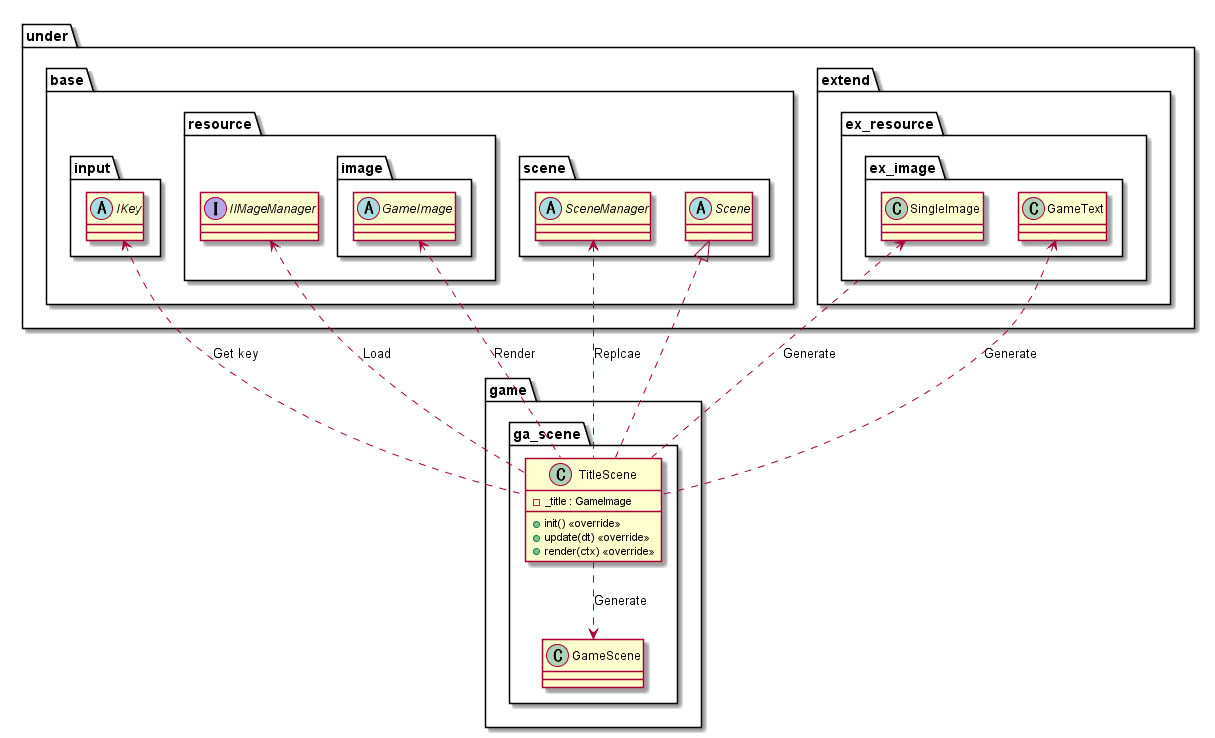 under
base
extend
resource
ex_resource
input
image
scene
ex_image
A IKey
I IIMageManager
A GameImage
A SceneManager
A Scene
C SingleImage
C GameText
Get key
Load
Render
Replcae
Generate
Generate
game
ga_scene
C TitleScene
_title : GameImage
init() «override»
update(dt) «override»
render(ctx) «override»
Generate
C GameScene